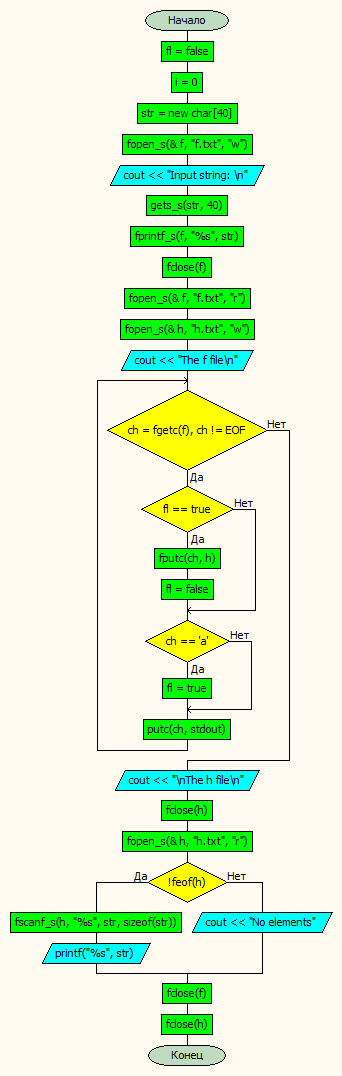 Начало
fl = false
i = 0
str = new char[40]
fopen_s(& f, "f.txt", "w")
cout << "Input string: \n"
gets_s(str, 40)
fprintf_s(f, "%s", str)
fclose(f)
fopen_s(& f, "f.txt", "r")
fopen_s(& h, "h.txt", "w")
cout << "The f file\n"
ch = fgetc(f), ch != EOF
Нет
Да
fl == true
Нет
Да
fputc(ch, h)
fl = false
ch == 'a'
Нет
Да
fl = true
putc(ch, stdout)
cout << "\nThe h file\n"
fclose(h)
fopen_s(& h, "h.txt", "r")
Да
!feof(h)
Нет
fscanf_s(h, "%s", str, sizeof(str))
cout << "No elements"
printf("%s", str)
fclose(f)
fclose(h)
Конец